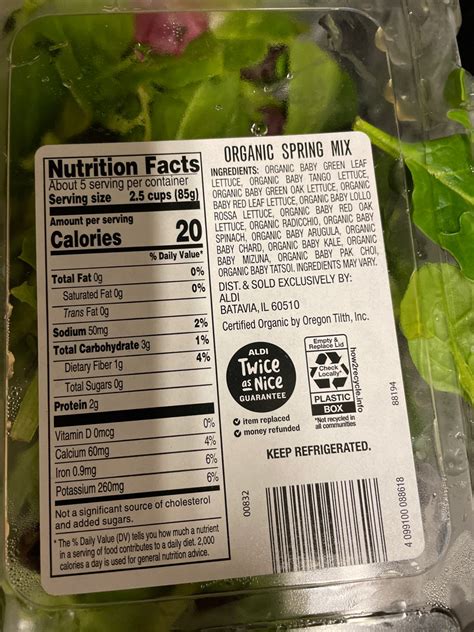 Nutrition Facts
About 5 serving per container
Serving size 2.5 cups (85g)
Amount per serving
Calories 20
% Daily Value*
Total Fat 0g 0%
Saturated Fat 0g 0%
Trans Fat 0g
Sodium 50mg 2%
Total Carbohydrate 3g 1%
Dietary Fiber 1g 4%
Total Sugars 0g
Protein 2g
Vitamin D 0mcg 0%
Calcium 60mg 4%
Iron 0.9mg 6%
Potassium 260mg 6%
Not a significant source of cholesterol
and added sugars.
* The % Daily Value (DV) tells you how much a nutrient
in a serving of food contributes to a daily diet. 2,000
calories a day is used for general nutrition advice.
ORGANIC SPRING MIX
INGREDIENTS: ORGANIC BABY GREEN LEAF
LETTUCE, ORGANIC BABY TANGO LETTUCE,
ORGANIC BABY GREEN OAK LETTUCE, ORGANIC
BABY RED LEAF LETTUCE, ORGANIC BABY LOLLO
ROSSA LETTUCE, ORGANIC BABY RED OAK
LETTUCE, ORGANIC RADICCHIO, ORGANIC BABY
SPINACH, ORGANIC BABY ARUGULA, ORGANIC
BABY CHARD, ORGANIC BABY KALE, ORGANIC
BABY MIZUNA, ORGANIC BABY PAK CHOI,
ORGANIC BABY TATSOI. INGREDIENTS MAY VARY.
DIST. & SOLD EXCLUSIVELY BY:
ALDI
BATAVIA, IL 60510
Certified Organic by Oregon Tilth, Inc.
ALDI
Twice
as Nice
GUARANTEE
item replaced
money refunded
Empty &
Replace Lid
Check
Locally*
PLASTIC
BOX
*Not recycled in
all communities
how2recycle.info
88194
KEEP REFRIGERATED.
00832
4 099100 088618